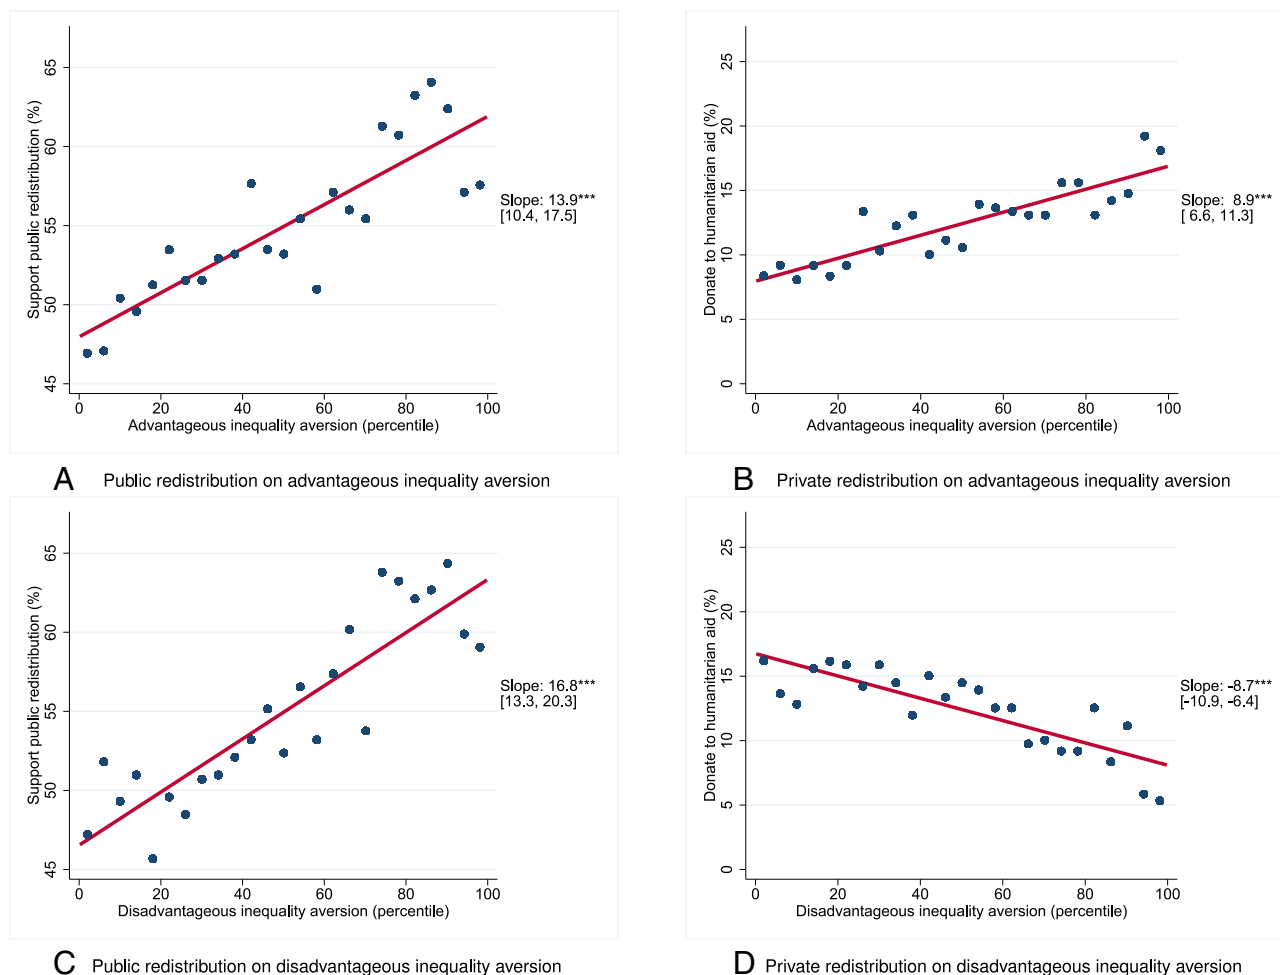 65
60
55
50
45
Support public redistribution (%)
0 20 40 60 80 100
Advantageous inequality aversion (percentile)
Slope: 13.9***
[10.4, 17.5]
A Public redistribution on advantageous inequality aversion
25
20
15
10
5
0
Donate to humanitarian aid (%)
0 20 40 60 80 100
Advantageous inequality aversion (percentile)
Slope: 8.9***
[ 6.6, 11.3]
B Private redistribution on advantageous inequality aversion
65
60
55
50
45
Support public redistribution (%)
0 20 40 60 80 100
Disadvantageous inequality aversion (percentile)
Slope: 16.8***
[13.3, 20.3]
C Public redistribution on disadvantageous inequality aversion
25
20
15
10
5
0
Donate to humanitarian aid (%)
0 20 40 60 80 100
Disadvantageous inequality aversion (percentile)
Slope: -8.7***
[-10.9, -6.4]
D Private redistribution on disadvantageous inequality aversion